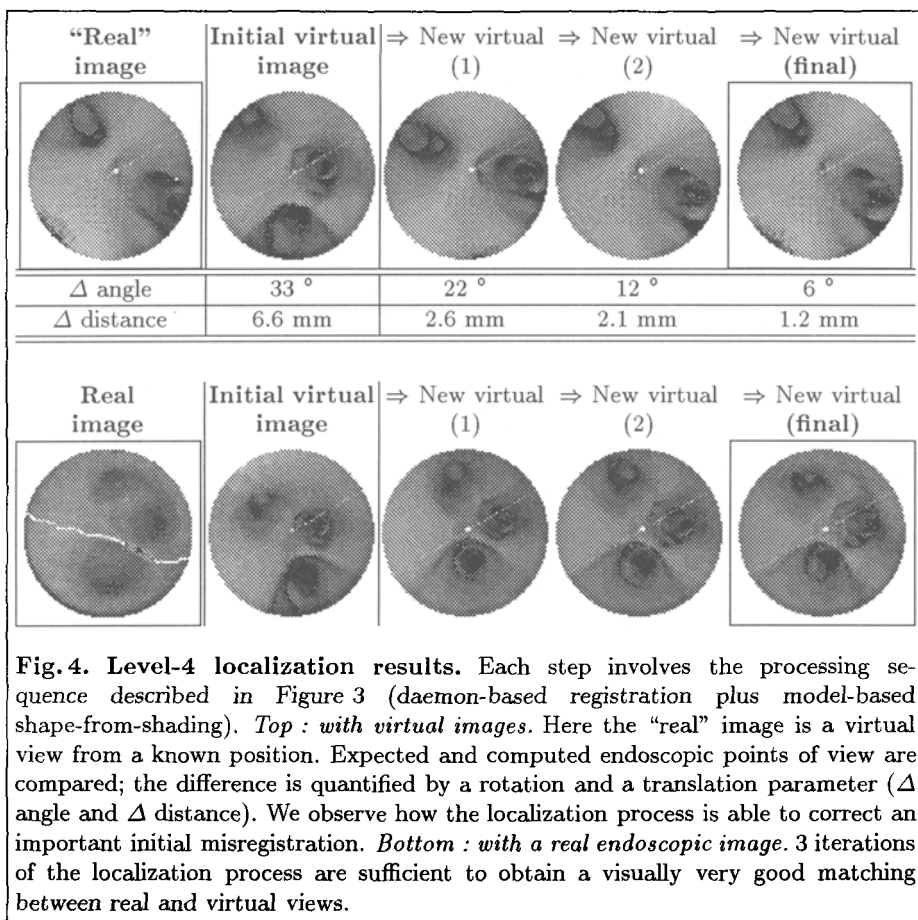 "Real" image
Initial virtual image
⇒ New virtual (1)
⇒ New virtual (2)
⇒ New virtual (final)
Δ angle 33 ° 22 ° 12 ° 6 °
Δ distance 6.6 mm 2.6 mm 2.1 mm 1.2 mm
Real image
Initial virtual image
⇒ New virtual (1)
⇒ New virtual (2)
⇒ New virtual (final)
Fig. 4. Level-4 localization results. Each step involves the processing se-
quence described in Figure 3 (daemon-based registration plus model-based
shape-from-shading). Top : with virtual images. Here the "real" image is a virtual
view from a known position. Expected and computed endoscopic points of view are
compared; the difference is quantified by a rotation and a translation parameter (Δ
angle and Δ distance). We observe how the localization process is able to correct an
important initial misregistration. Bottom : with a real endoscopic image. 3 iterations
of the localization process are sufficient to obtain a visually very good matching
between real and virtual views.